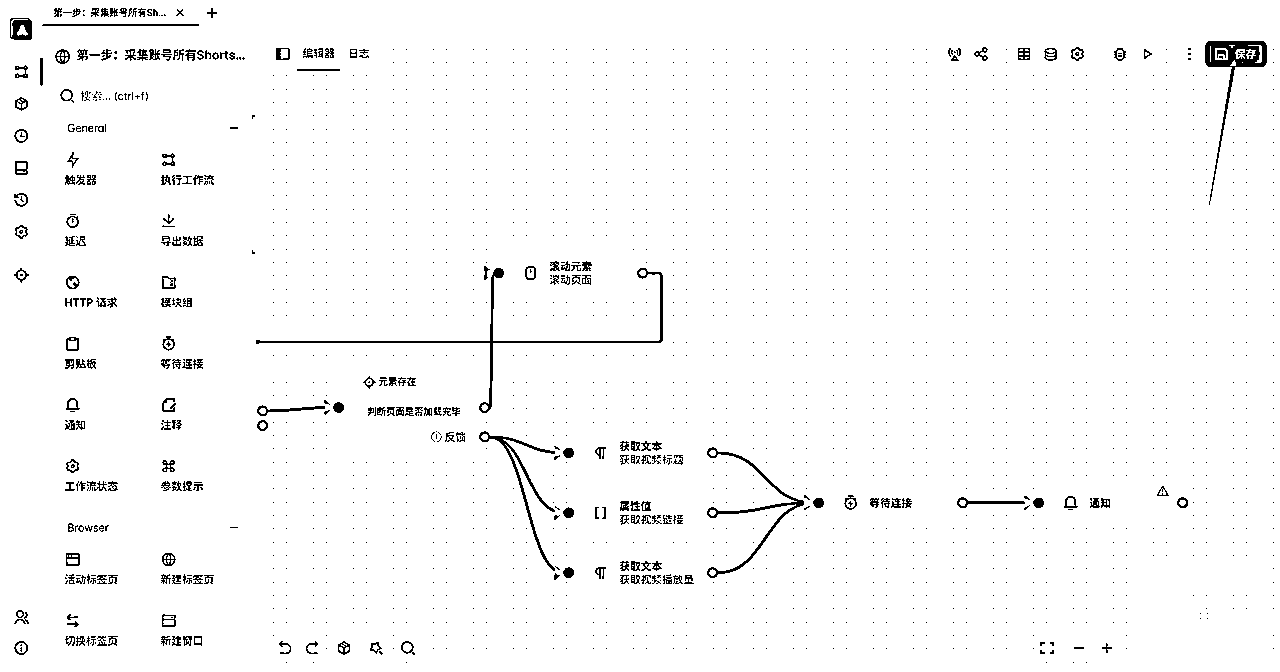 第一步：采集账号所有Sh...
第一步：采集账号所有Shorts...
编辑器 日志
保存
搜索... (ctrl+f)
General
触发器 执行工作流
延迟 导出数据
HTTP 请求 模块组
剪贴板 等待连接
通知 注释
工作流状态 参数提示
Browser
活动标签页 新建标签页
切换标签页 新建窗口
滚动元素
滚动页面
元素存在
判断页面是否加载完毕
反馈
获取文本
获取视频标题
属性值
获取视频链接
获取文本
获取视频播放量
等待连接
通知